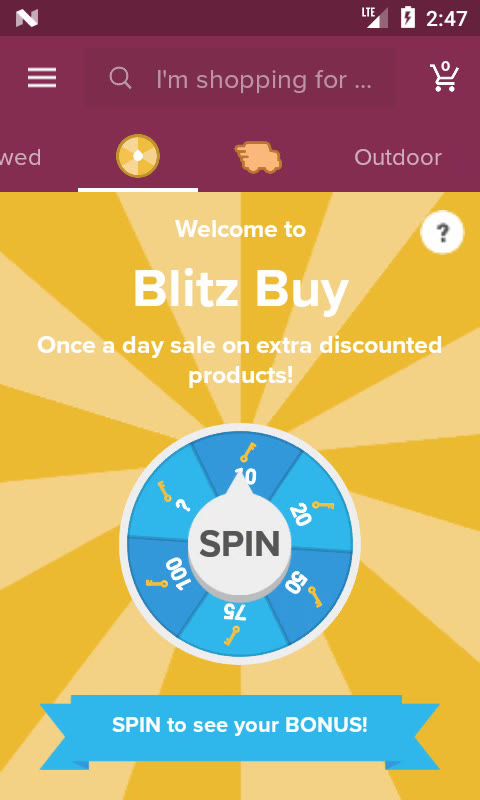 LTE 2:47
I'm shopping for ...
0
wed
Outdoor
Welcome to
?
Blitz Buy
Once a day sale on extra discounted
products!
10
20
50
75
100
?
SPIN
SPIN to see your BONUS!